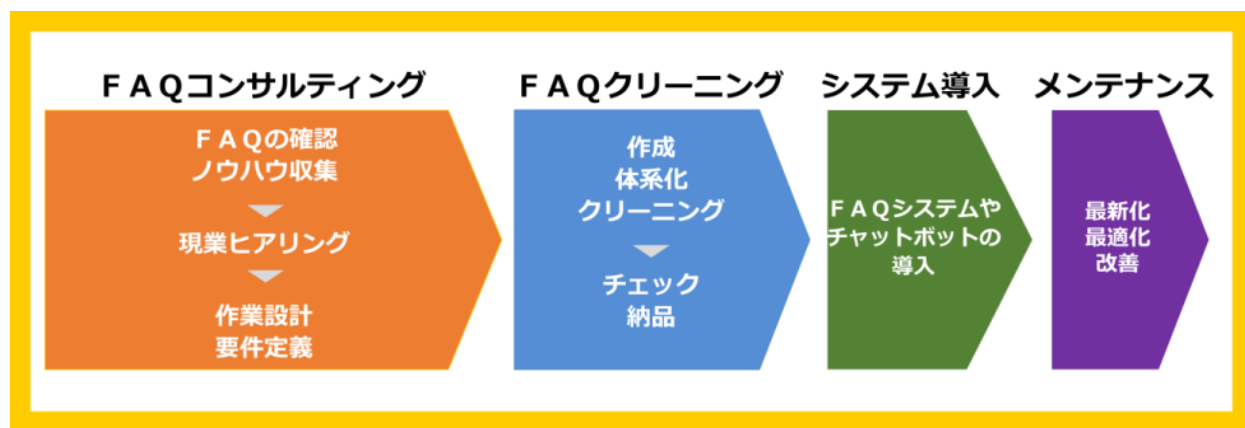 ＦＡＱコンサルティング
ＦＡＱの確認
ノウハウ収集
現業ヒアリング
作業設計
要件定義
ＦＡＱクリーニング
作成
体系化
クリーニング
チェック
納品
システム導入
ＦＡＱシステムや
チャットボットの
導入
メンテナンス
最新化
最適化
改善